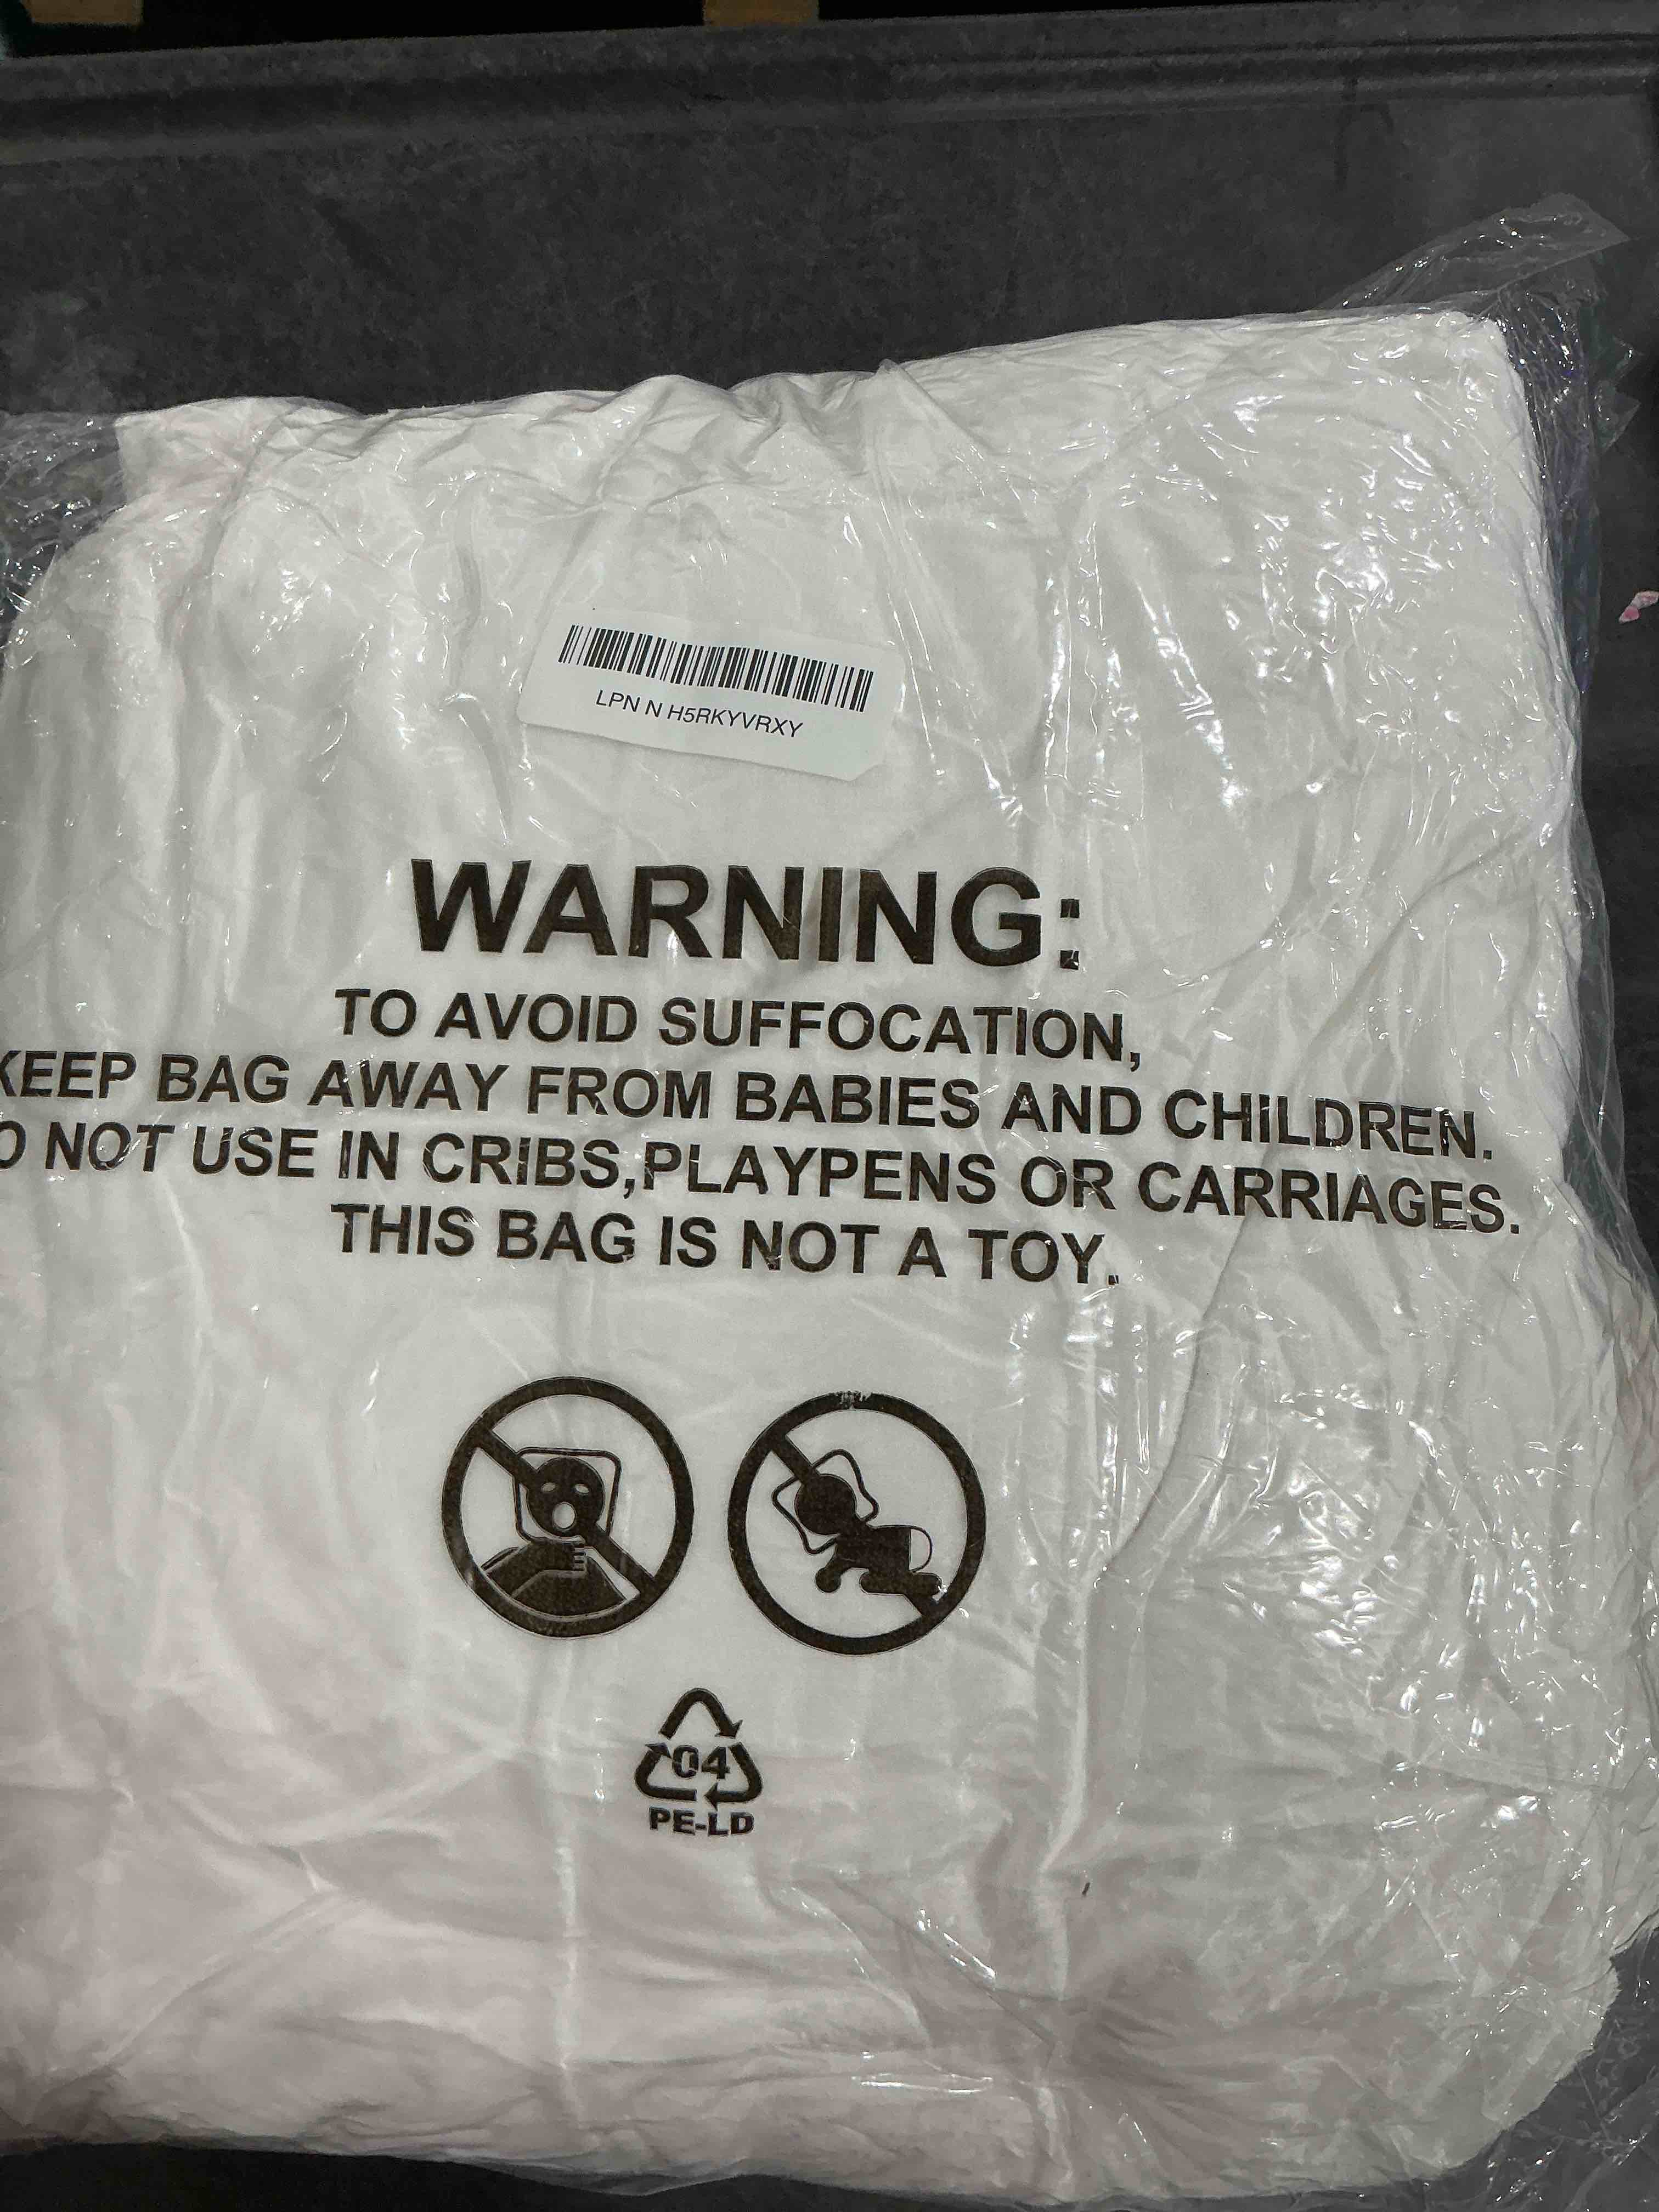 LPN N H5RKYVRXY
WARNING:
TO AVOID SUFFOCATION,
KEEP BAG AWAY FROM BABIES AND CHILDREN.
O NOT USE IN CRIBS,PLAYPENS OR CARRIAGES.
THIS BAG IS NOT A TOY.
04
PE-LD